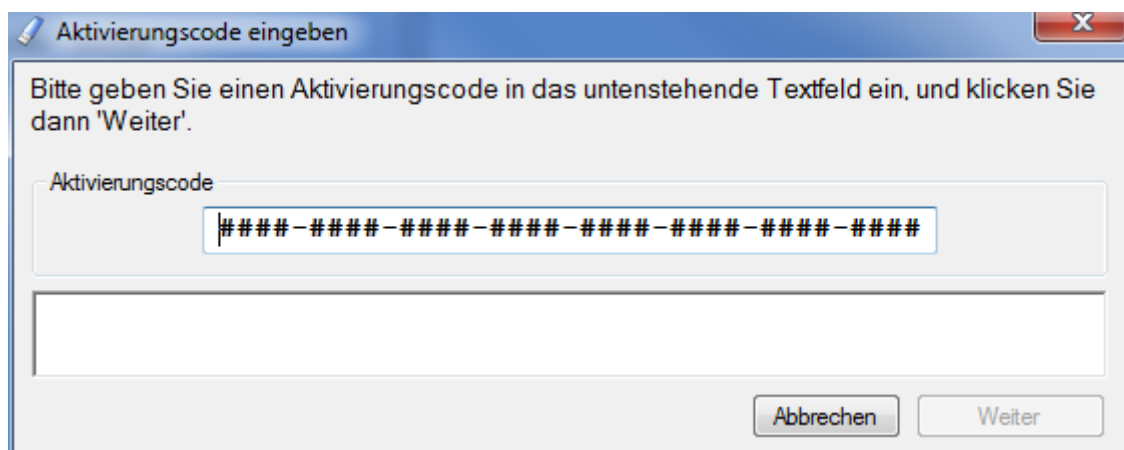 Aktivierungscode eingeben
Bitte geben Sie einen Aktivierungscode in das untenstehende Textfeld ein, und klicken Sie
dann 'Weiter'.
Aktivierungscode
####-####-####-####-####-####-####-####
Abbrechen Weiter